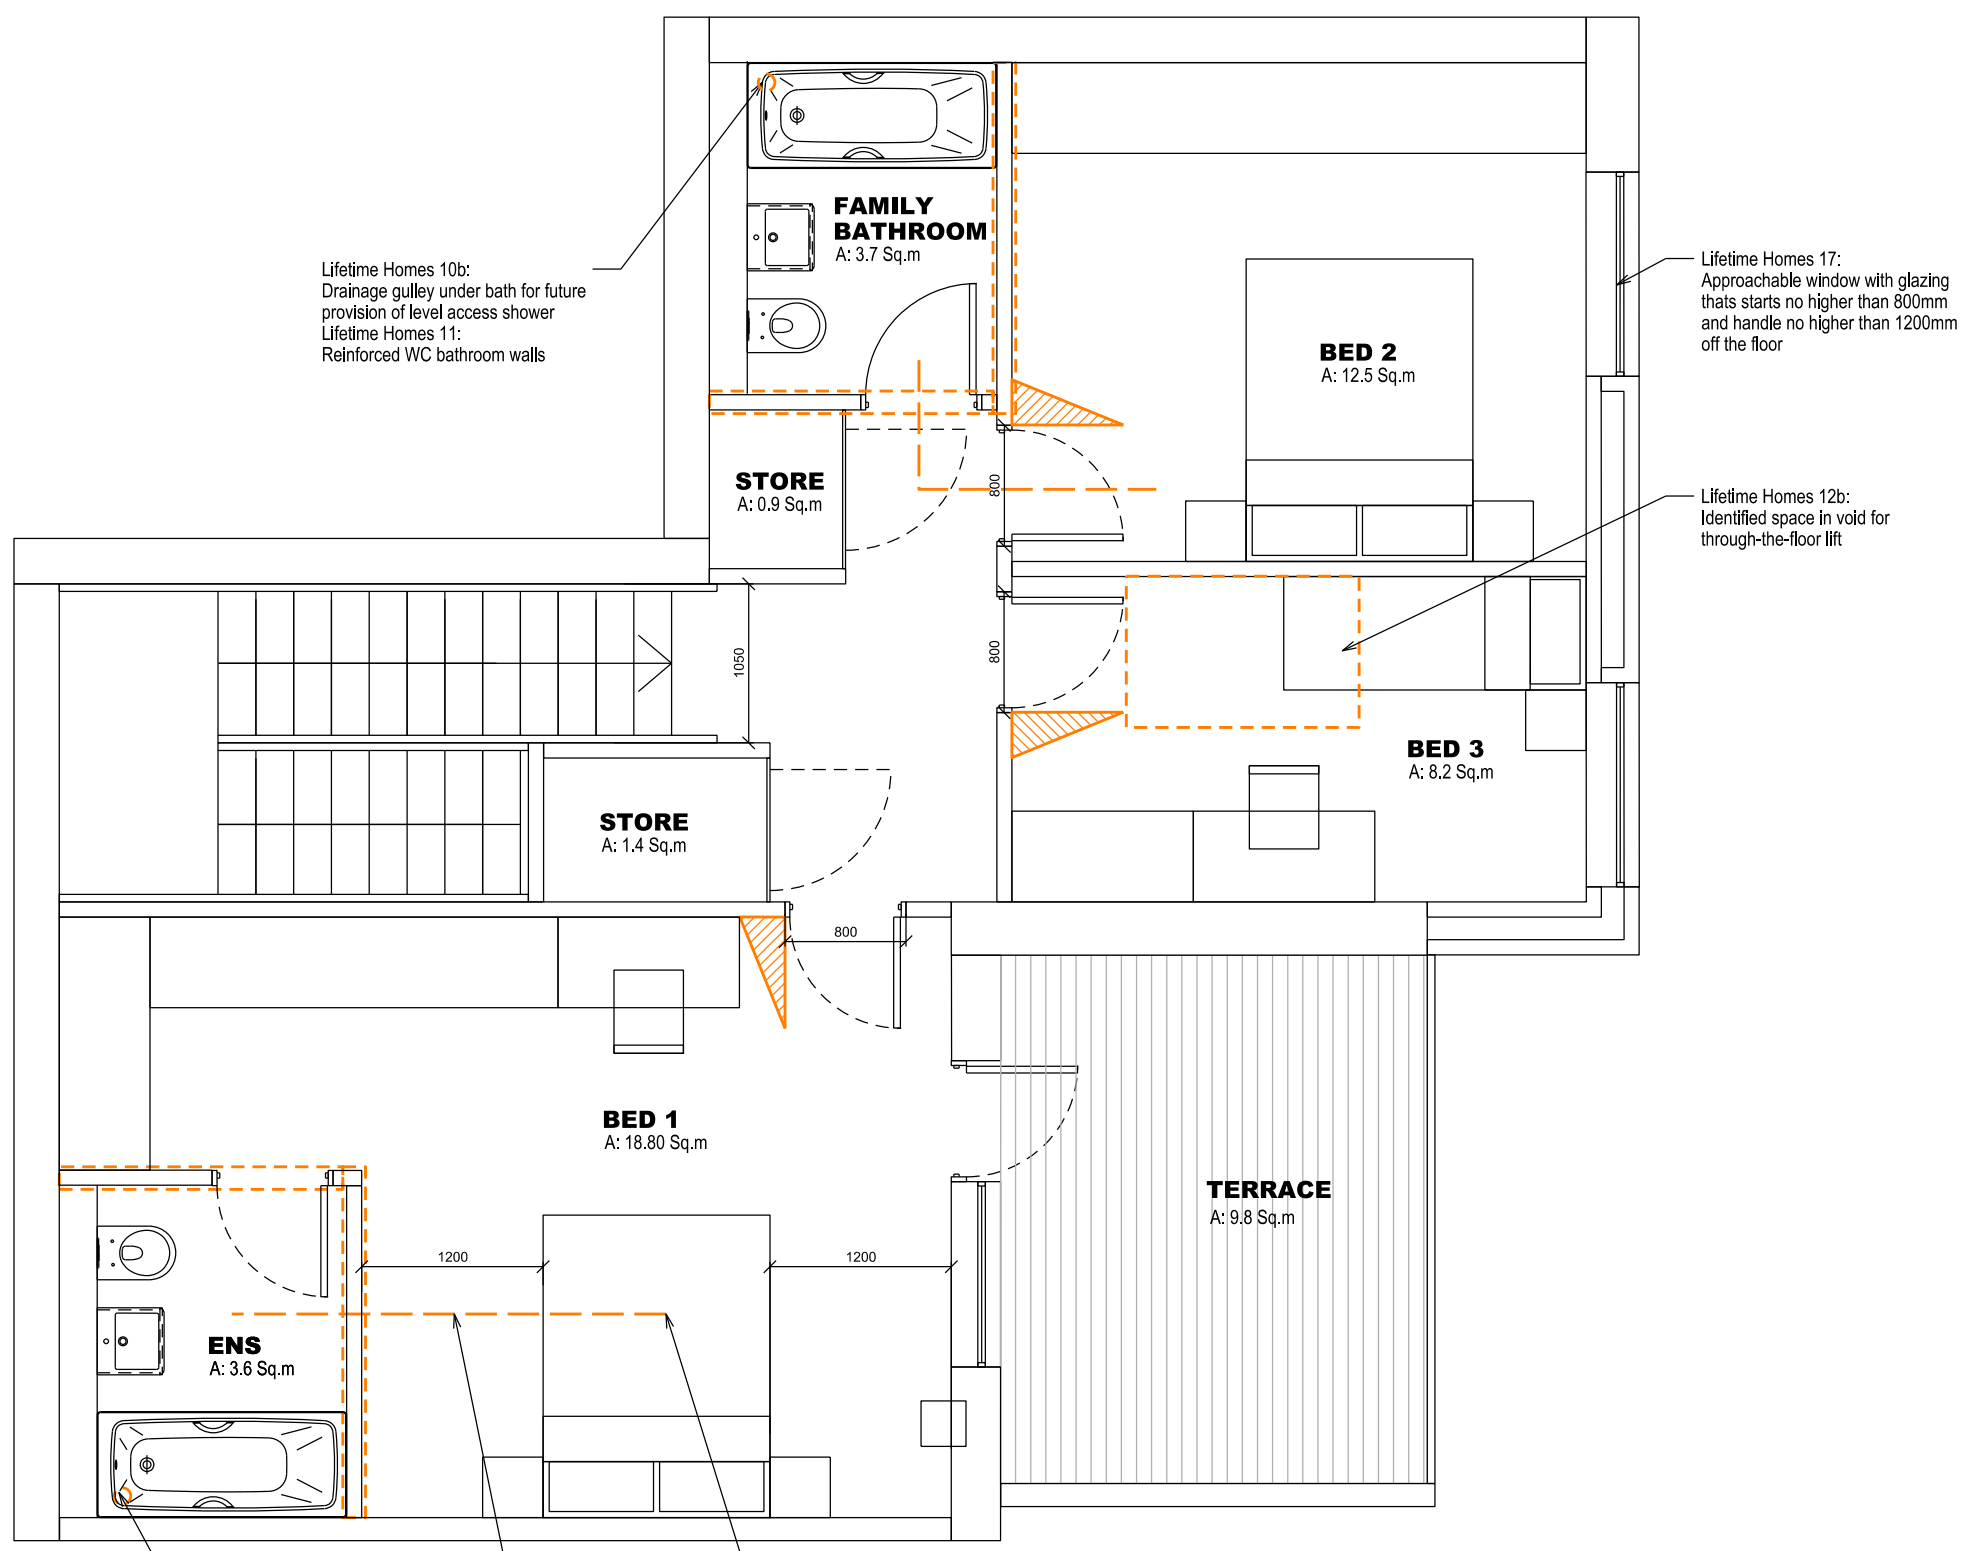 FAMILY
BATHROOM
A: 3.7 Sq.m
Lifetime Homes 10b:
Drainage gulley under bath for future
provision of level access shower
Lifetime Homes 11:
Reinforced WC bathroom walls
Lifetime Homes 17:
Approachable window with glazing
thats starts no higher than 800mm
and handle no higher than 1200mm
off the floor
BED 2
A: 12.5 Sq.m
STORE
A: 0.9 Sq.m
800
Lifetime Homes 12b:
Identified space in void for
through-the-floor lift
1050
800
BED 3
A: 8.2 Sq.m
STORE
A: 1.4 Sq.m
800
BED 1
A: 18.80 Sq.m
TERRACE
A: 9.8 Sq.m
1200
1200
ENS
A: 3.6 Sq.m